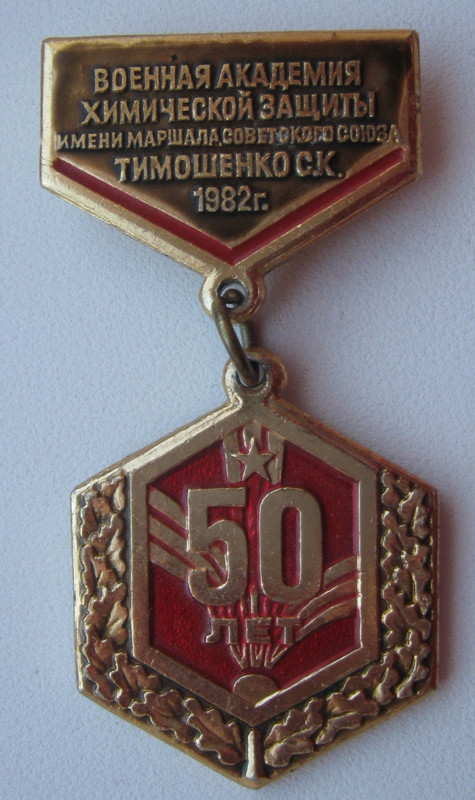 ВОЕННАЯ АКАДЕМИЯ
ХИМИЧЕСКОЙ ЗАЩИТЫ
ИМЕНИ МАРШАЛА СОВЕТСКОГО СОЮЗА
ТИМОШЕНКО С.К.
1982г.
50
ЛЕТ